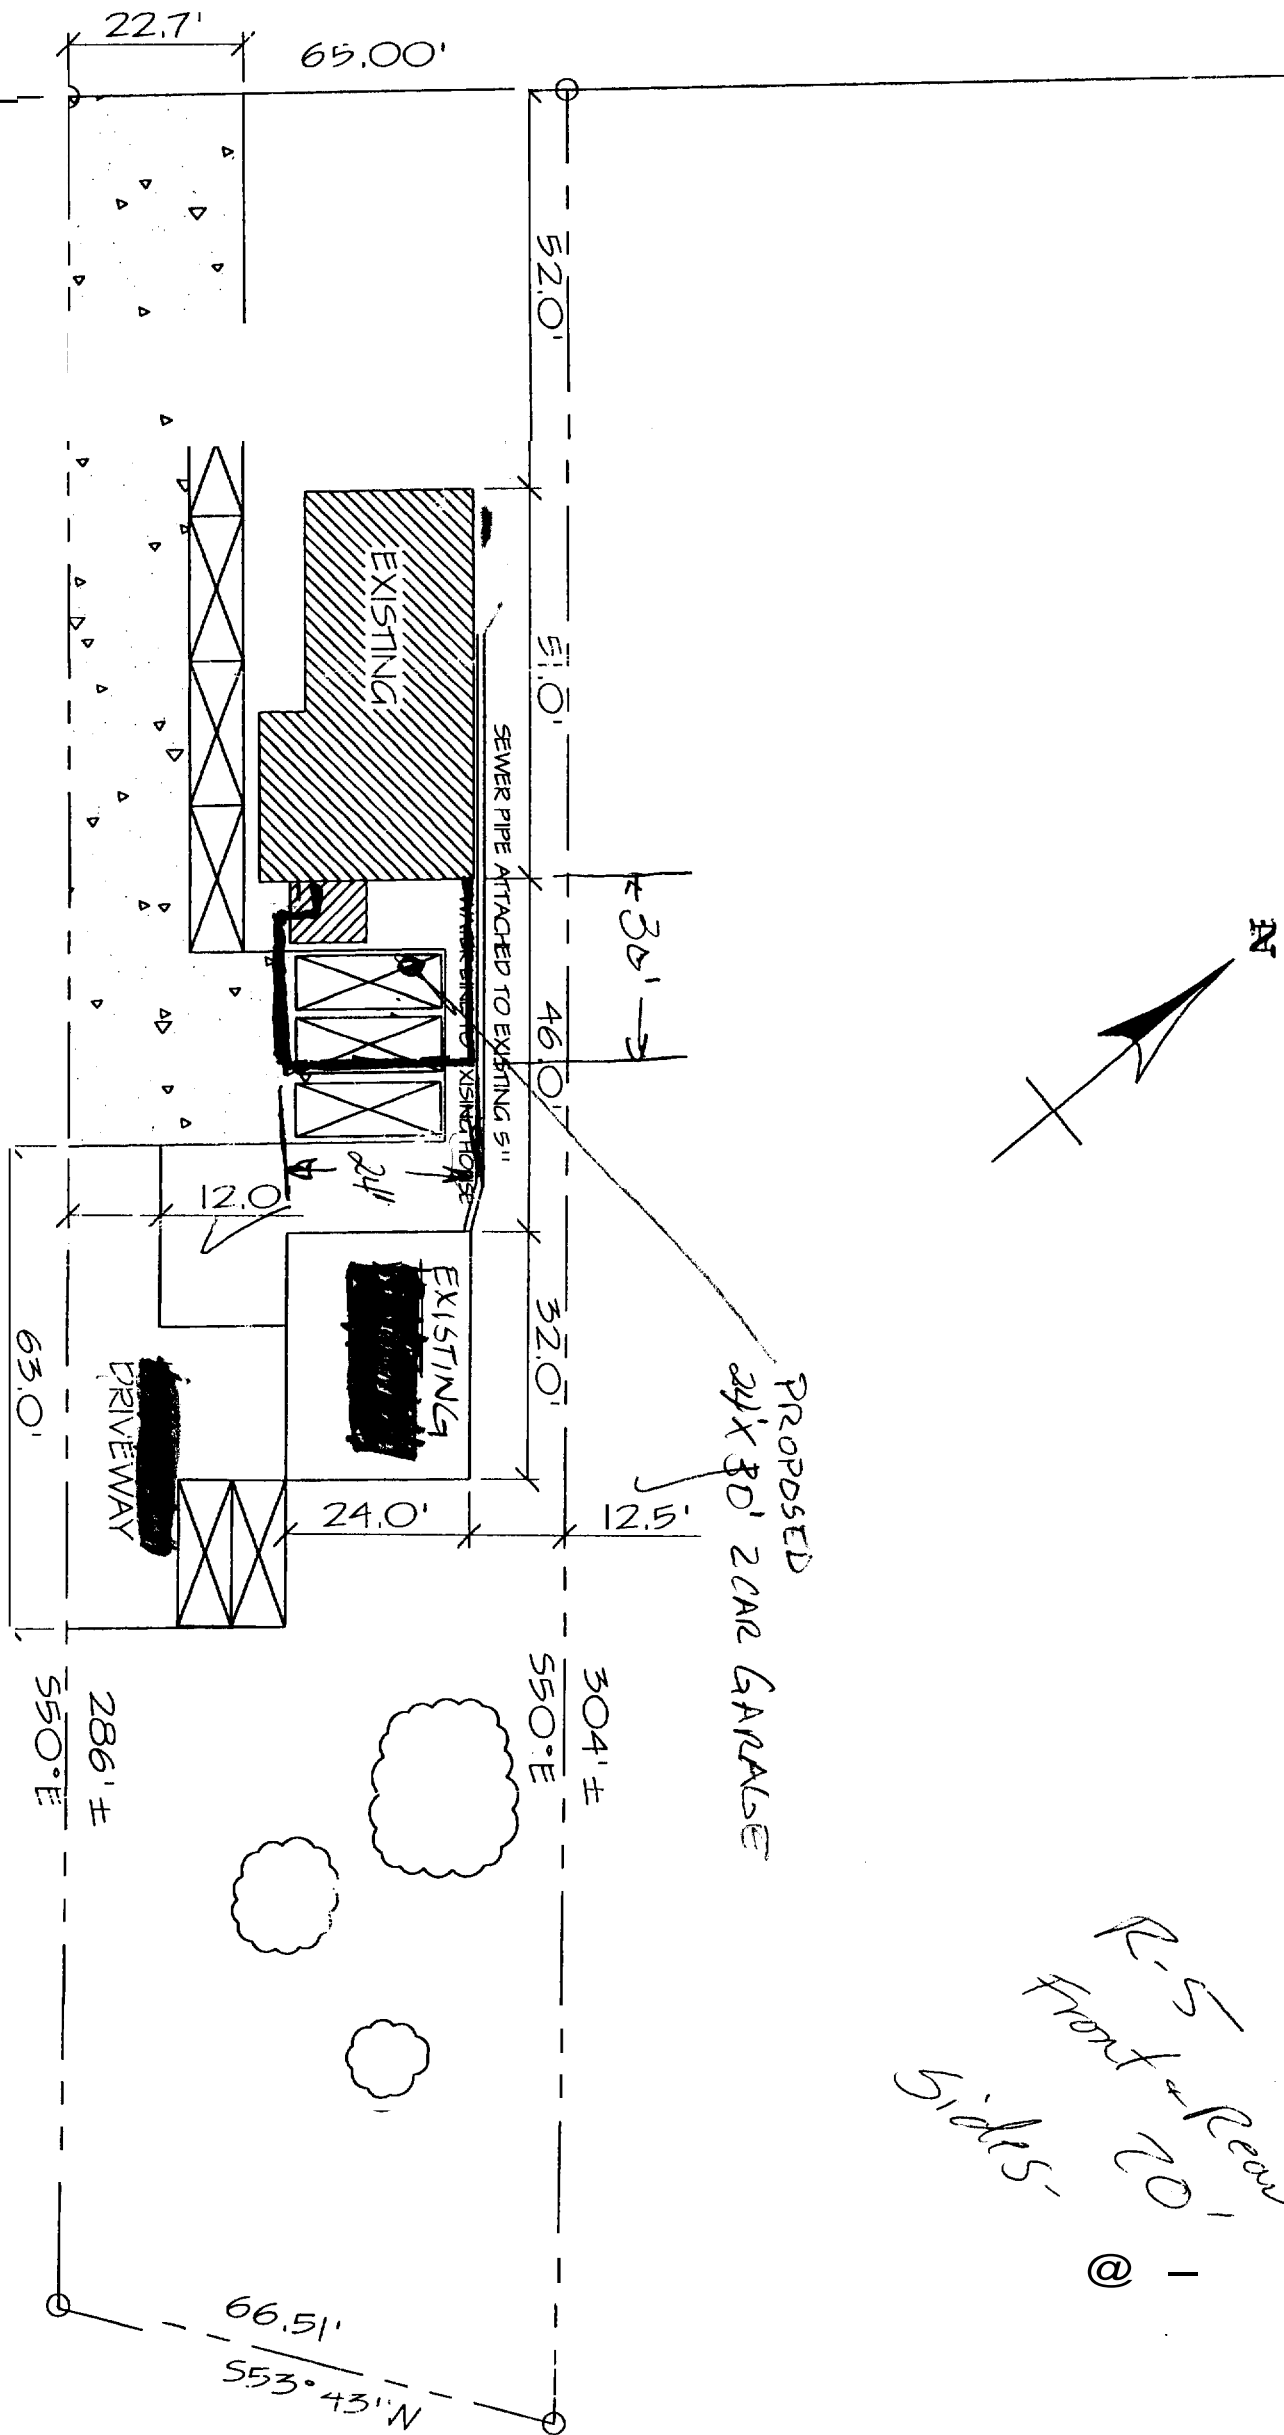 22.7'
65.00'
52.0'
EXISTING
51.0'
SEWER PIPE ATTACHED TO EXISTING 5"
30'
N
46.0'
24"
12.0
EXISTING
32.0'
63.0'
DRIVEWAY
24.0'
12.5'
PROPOSED
24'X30' 2 CAR GARAGE
286' ±
S50°E
304' ±
S50°E
R-5
Front & Rear
20'
Sides -
@ -
66.51'
S53°43"N